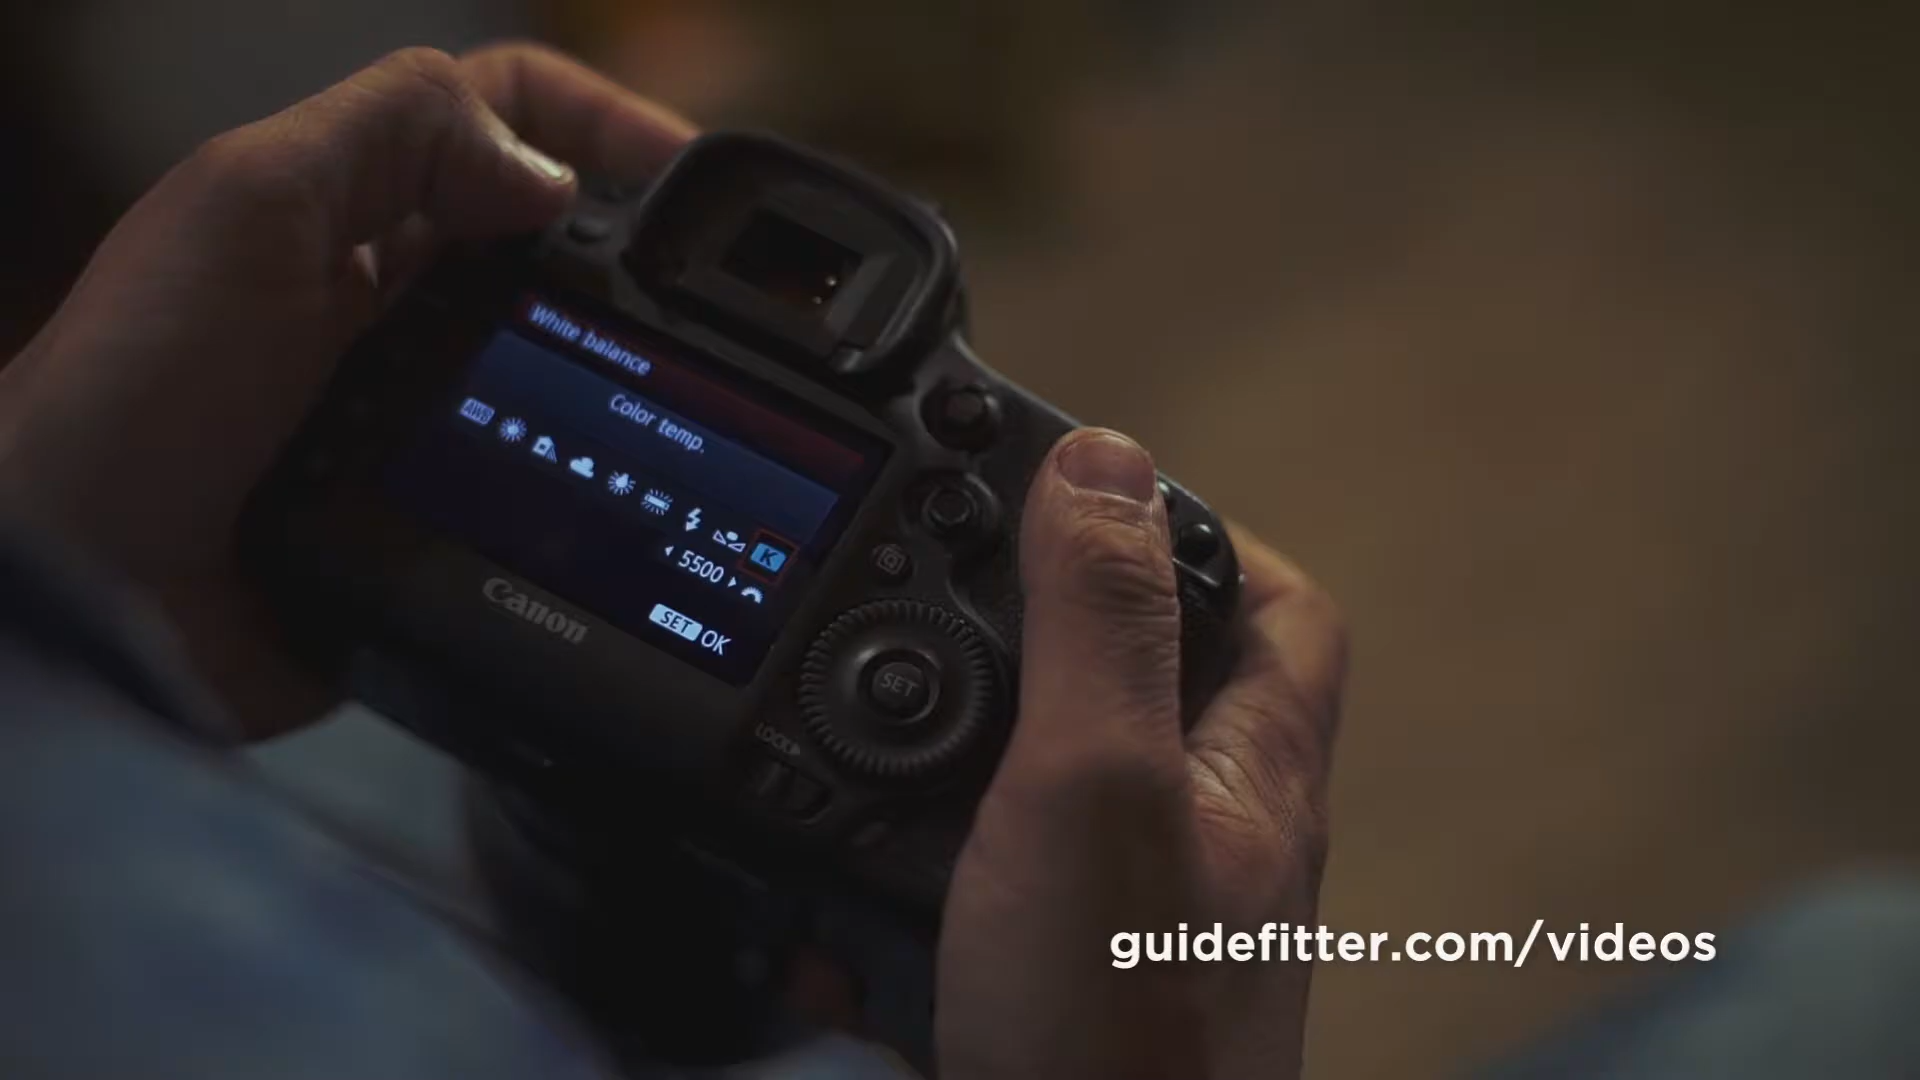 White balance
Color temp.
AWB
K
5500
SET OK
Canon
SET
LOCK
guidefitter.com/videos